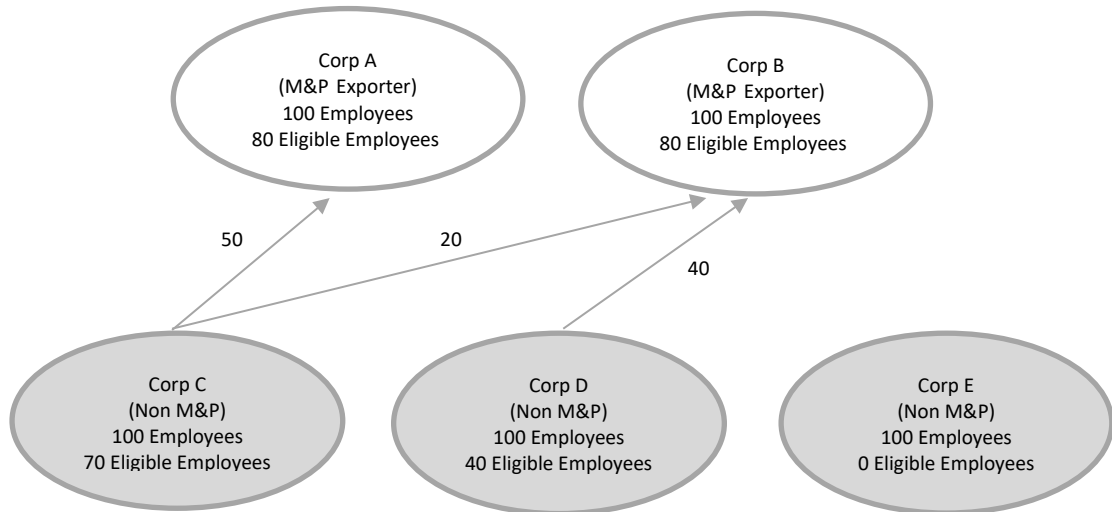 Corp A
(M&P Exporter)
100 Employees
80 Eligible Employees
Corp B
(M&P Exporter)
100 Employees
80 Eligible Employees
50
20
40
Corp C
(Non M&P)
100 Employees
70 Eligible Employees
Corp D
(Non M&P)
100 Employees
40 Eligible Employees
Corp E
(Non M&P)
100 Employees
0 Eligible Employees